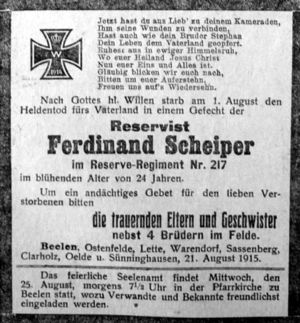 Jetzt hast du aus Lieb' zu deinem Kameraden,
Ihm seine Wunden zu verbinden,
Hast auch wie dein Bruder Stephan
Dein Leben dem Vaterland geopfert.
Ruhest aus in ewiger Himmelsruh,
Wo euer Heiland Jesus Christ
Nun euer Eins und Alles ist.
Gläubig blicken wir euch nach,
Bitten um euer Auferstehn,
Freuen uns auf's Wiedersehn.
W
1914
Nach Gottes hl. Willen starb am 1. August den
Heldentod fürs Vaterland in einem Gefecht der
Reservist
Ferdinand Scheiper
im Reserve-Regiment Nr. 217
im blühenden Alter von 24 Jahren.
Um ein andächtiges Gebet für den lieben Ver-
storbenen bitten
die trauernden Eltern und Geschwister
nebst 4 Brüdern im Felde.
Beelen, Ostenfelde, Lette, Warendorf, Sassenberg,
Clarholz, Oelde u. Sünninghausen, 21. August 1915.
Das feierliche Seelenamt findet Mittwoch, den
25. August, morgens 7½ Uhr in der Pfarrkirche zu
Beelen statt, wozu Verwandte und Bekannte freundlichst
eingeladen werden.